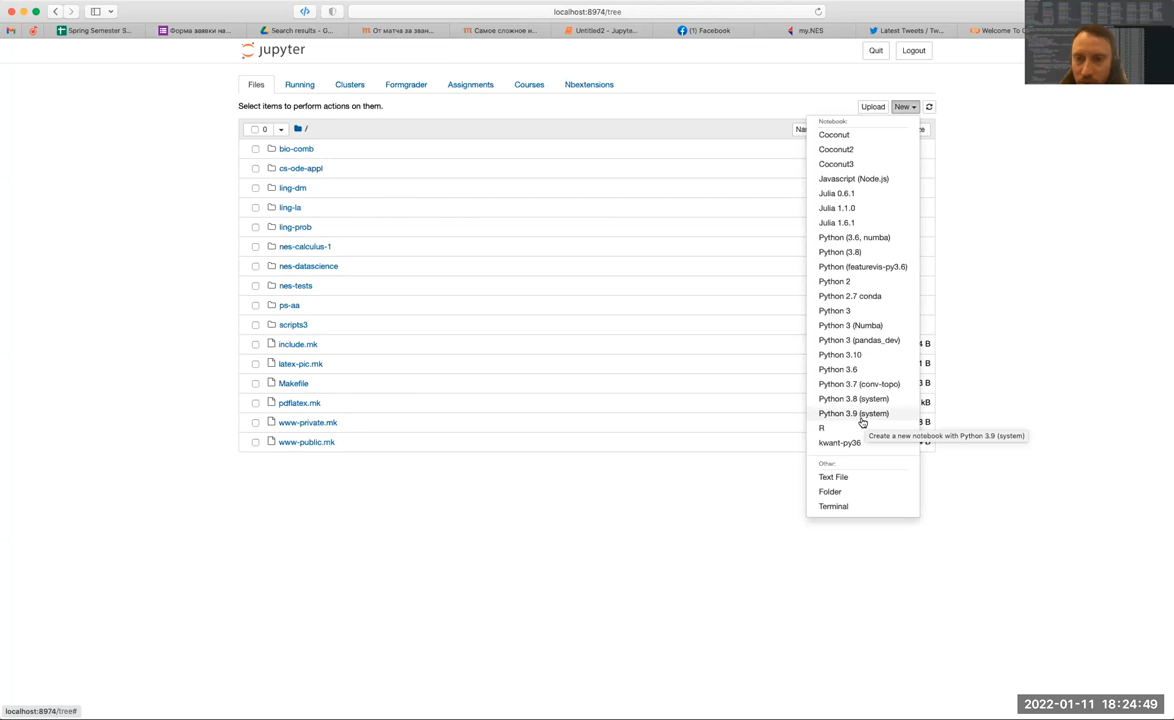 localhost:8974/tree
Spring Semester S...
Форма заявки на...
Search results - G...
От матча за зван...
Самое сложное и...
Untitled2 - Jupyte...
(1) Facebook
my.NES
Latest Tweets / Tw...
Welcome To C
jupyter
Quit
Logout
Files
Running
Clusters
Formgrader
Assignments
Courses
Nbextensions
Select items to perform actions on them.
Upload
New
0
/
bio-comb
cs-ode-appl
ling-dm
ling-la
ling-prob
nes-calculus-1
nes-datascience
nes-tests
ps-aa
scripts3
include.mk
latex-pic.mk
Makefile
pdflatex.mk
www-private.mk
www-public.mk
Notebook:
Coconut
Coconut2
Coconut3
Javascript (Node.js)
Julia 0.6.1
Julia 1.1.0
Julia 1.6.1
Python (3.6, numba)
Python (3.8)
Python (featurevis-py3.6)
Python 2
Python 2.7 conda
Python 3
Python 3 (Numba)
Python 3 (pandas_dev)
Python 3.10
Python 3.6
Python 3.7 (conv-topo)
Python 3.8 (system)
Python 3.9 (system)
R
Create a new notebook with Python 3.9 (system)
kwant-py36
Other:
Text File
Folder
Terminal
localhost:8974/tree#
2022-01-11 18:24:49